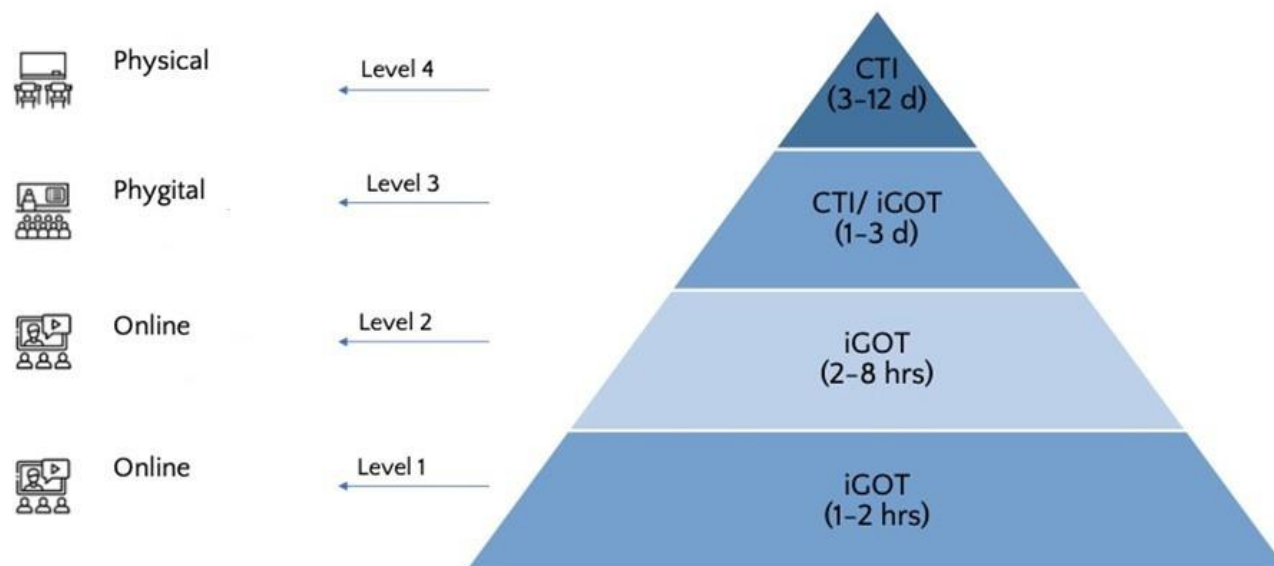 Physical
Level 4
CTI
(3-12 d)
Phygital
Level 3
CTI/ iGOT
(1-3 d)
Online
Level 2
iGOT
(2-8 hrs)
Online
Level 1
iGOT
(1-2 hrs)